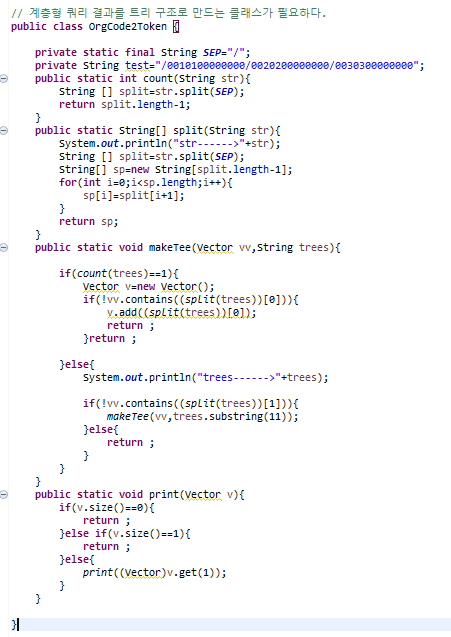 // 계층형 쿼리 결과를 트리 구조로 만드는 클래스가 필요하다.
public class OrgCode2Token {
private static final String SEP="/";
private String test="/0010100000000/0020200000000/0030300000000";
public static int count(String str){
String [] split=str.split(SEP);
return split.length-1;
}
public static String[] split(String str){
System.out.println("str------>"+str);
String [] split=str.split(SEP);
String[] sp=new String[split.length-1];
for(int i=0;i<sp.length;i++){
sp[i]=split[i+1];
}
return sp;
}
public static void makeTee(Vector vv,String trees){
if(count(trees)==1){
Vector v=new Vector();
if(!vv.contains((split(trees))[0])){
v.add((split(trees))[0]);
return ;
}return ;
}else{
System.out.println("trees------>"+trees);
if(!vv.contains((split(trees))[1])){
makeTee(vv,trees.substring(11));
}else{
return ;
}
}
}
public static void print(Vector v){
if(v.size()==0){
return ;
}else if(v.size()==1){
return ;
}else{
print((Vector)v.get(1));
}
}
}